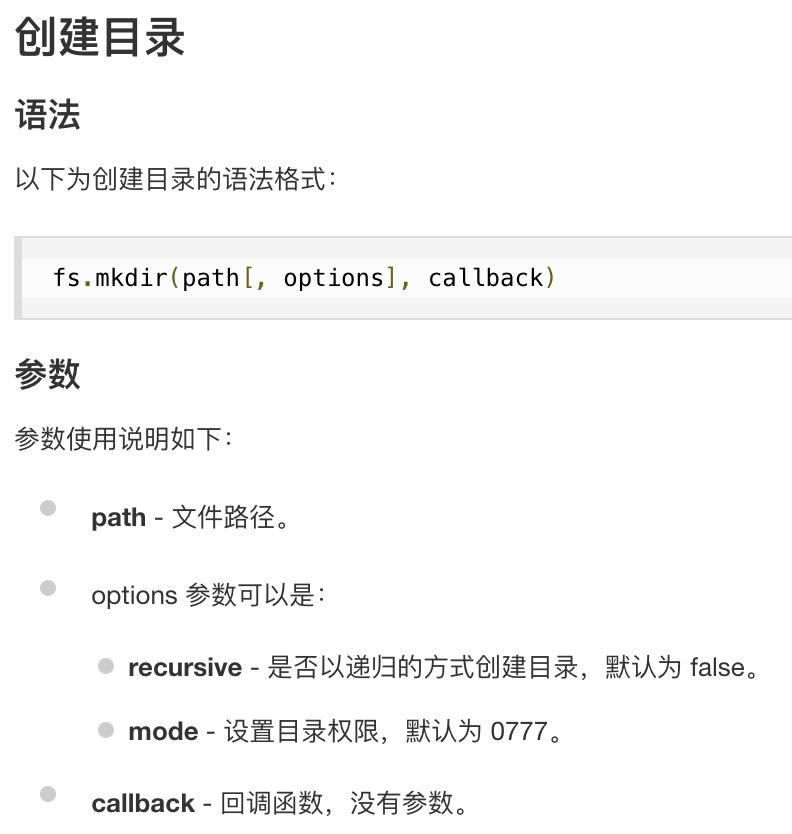 创建目录
语法
以下为创建目录的语法格式：
fs.mkdir(path[, options], callback)
参数
参数使用说明如下：
path - 文件路径。
options 参数可以是：
recursive - 是否以递归的方式创建目录，默认为 false。
mode - 设置目录权限，默认为 0777。
callback - 回调函数，没有参数。